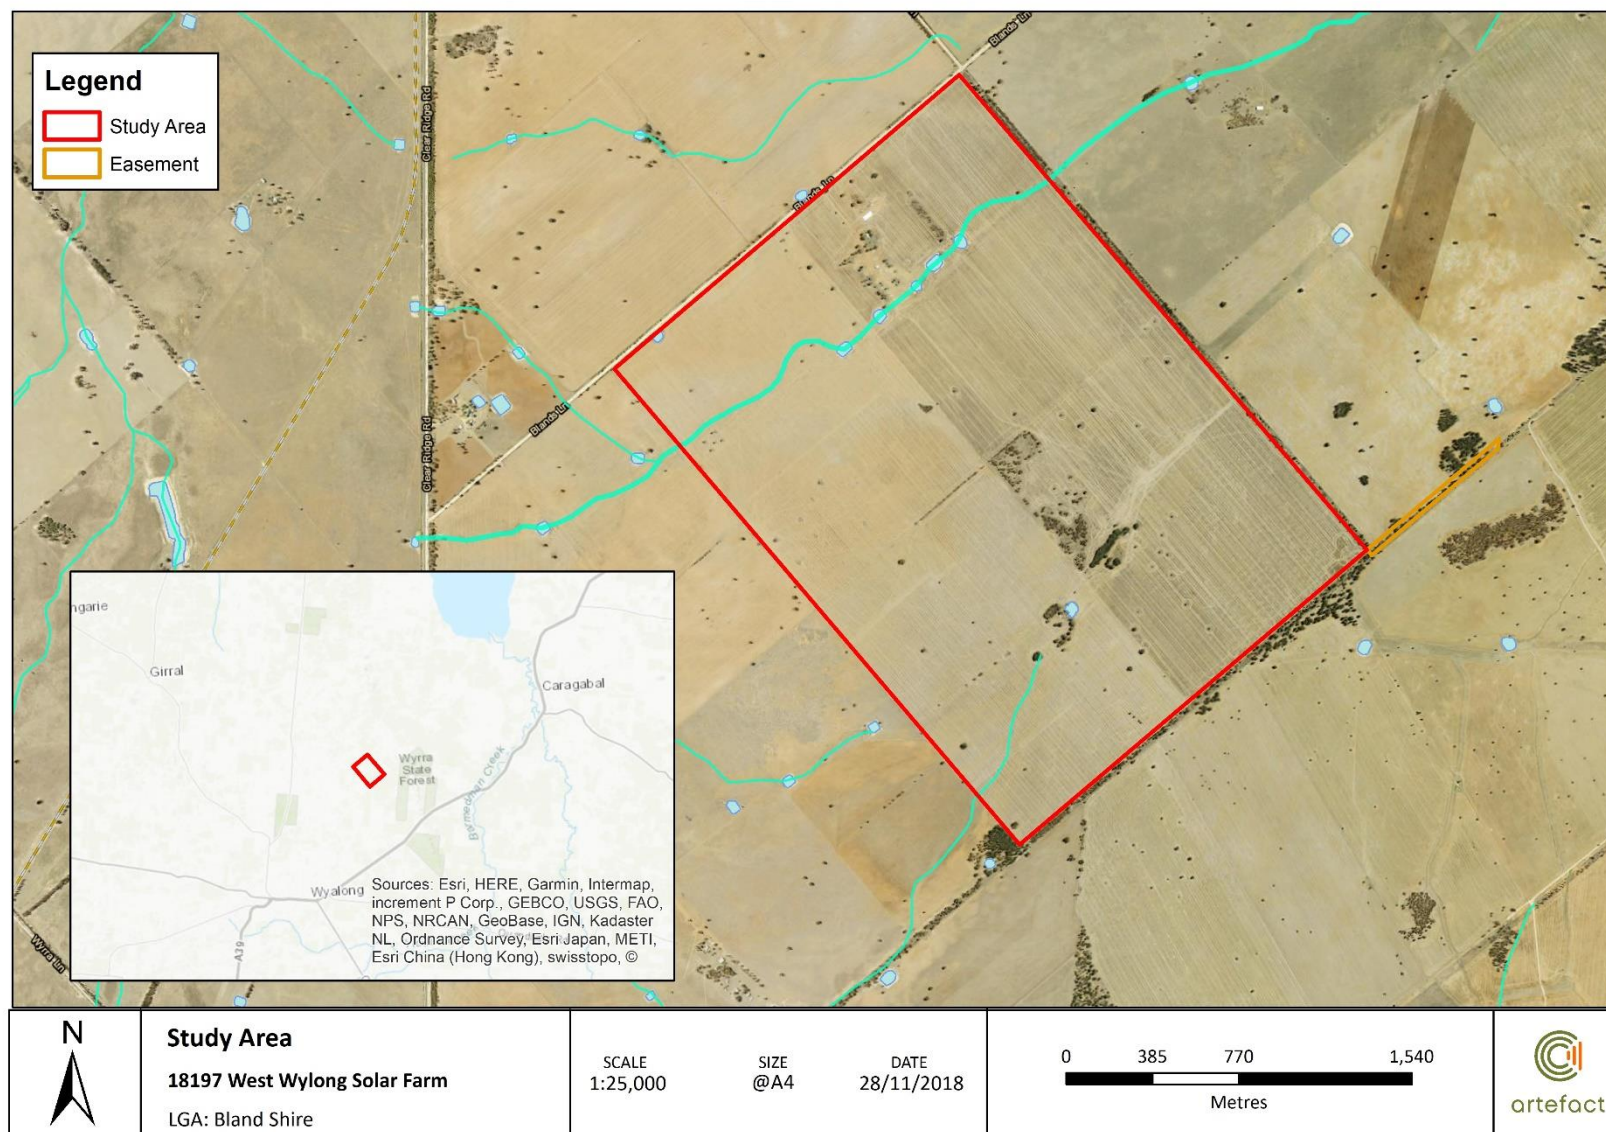 Legend
Study Area
Easement
Blands Ln
Clear Ridge Rd
Blands Ln
Blands Ln
Clear Ridge Rd
Wyrra Ln
ngarie
Girral
Caragabal
Wyrra
State
Forest
Barmedman Creek
Wyalong
A39
Sources: Esri, HERE, Garmin, Intermap,
increment P Corp., GEBCO, USGS, FAO,
NPS, NRCAN, GeoBase, IGN, Kadaster
NL, Ordnance Survey, Esri Japan, METI,
Esri China (Hong Kong), swisstopo, ©
N
Study Area
18197 West Wylong Solar Farm
LGA: Bland Shire
SCALE
1:25,000
SIZE
@A4
DATE
28/11/2018
0 385 770 1,540
Metres
artefact